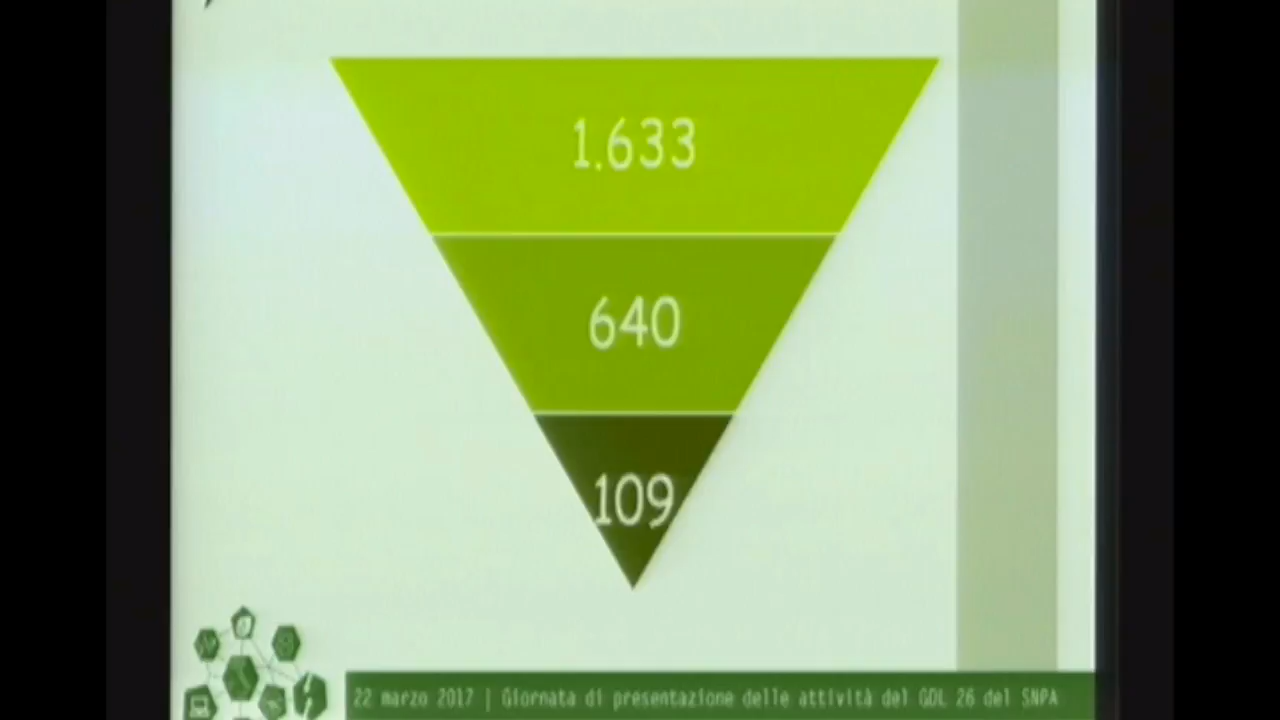 1.633
640
109
22 marzo 2017 | Giornata di presentazione delle attività del GDL 26 del SNPA